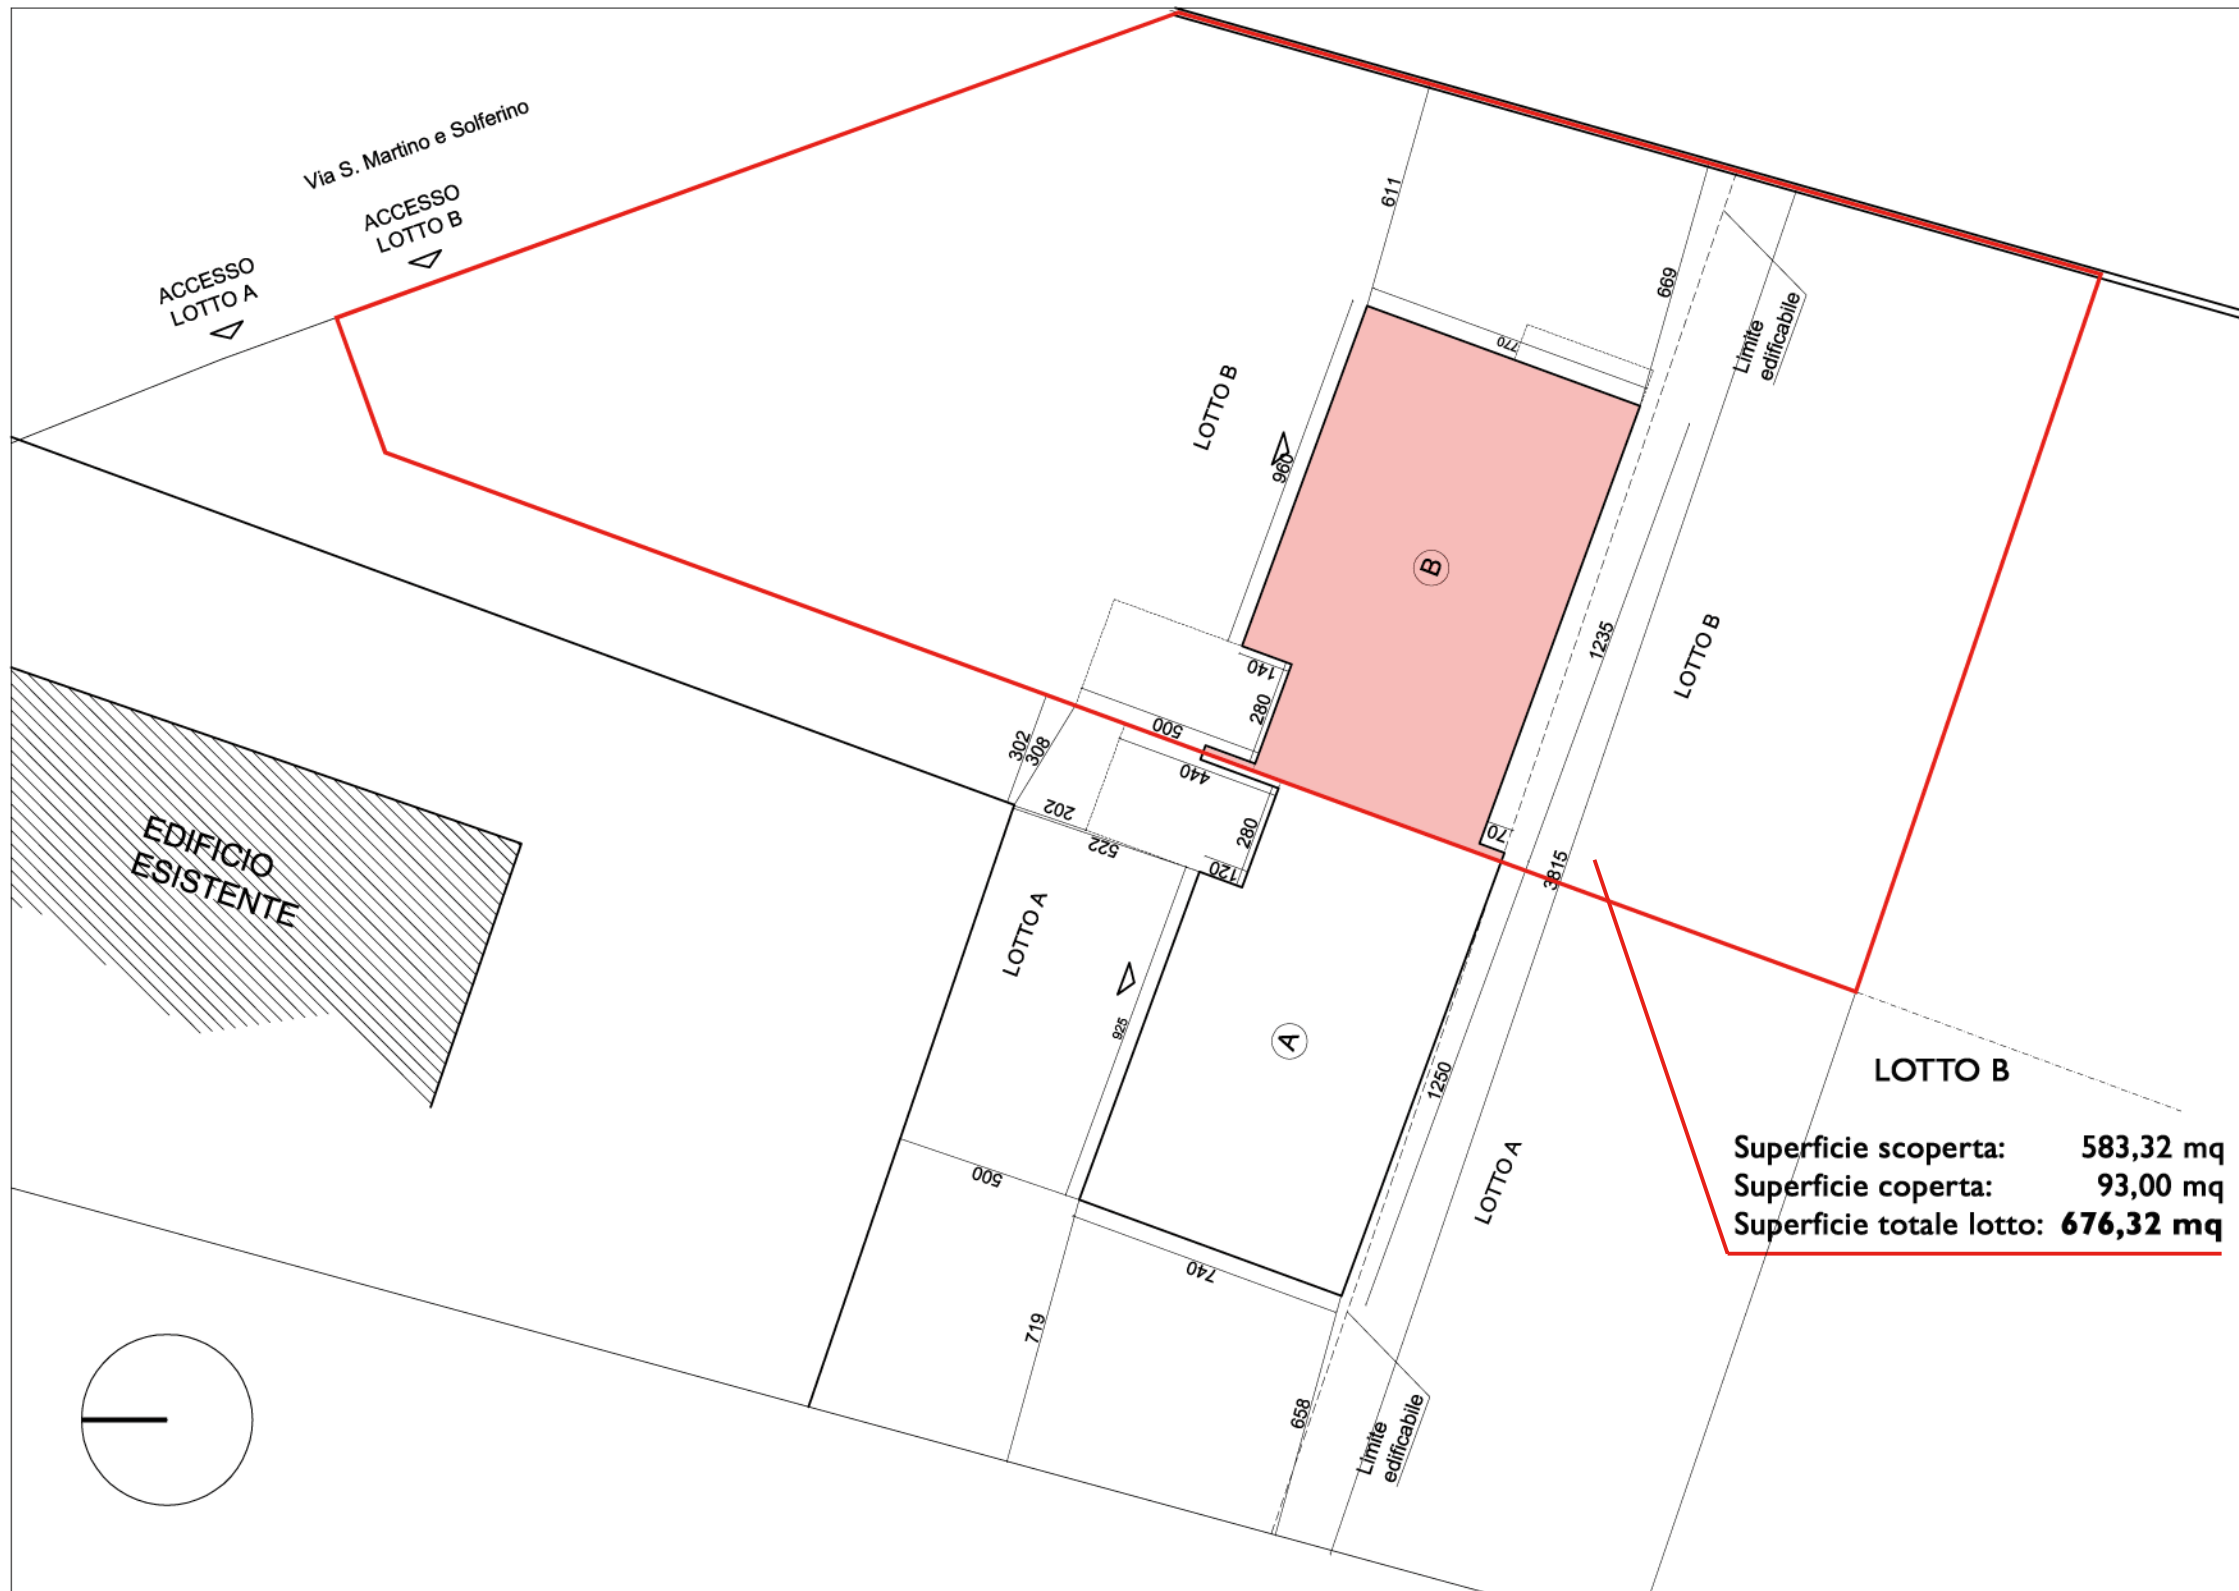 Via S. Martino e Solferino
ACCESSO
LOTTO B
ACCESSO
LOTTO A
611
669
Limite
edificabile
770
LOTTO B
960
B
1235
LOTTO B
140
280
500
302
308
440
202
522
280
120
70
3815
EDIFICIO
ESISTENTE
LOTTO A
925
A
1250
LOTTO A
500
740
719
658
Limite
edificabile
LOTTO B
Superficie scoperta: 583,32 mq
Superficie coperta: 93,00 mq
Superficie totale lotto: 676,32 mq